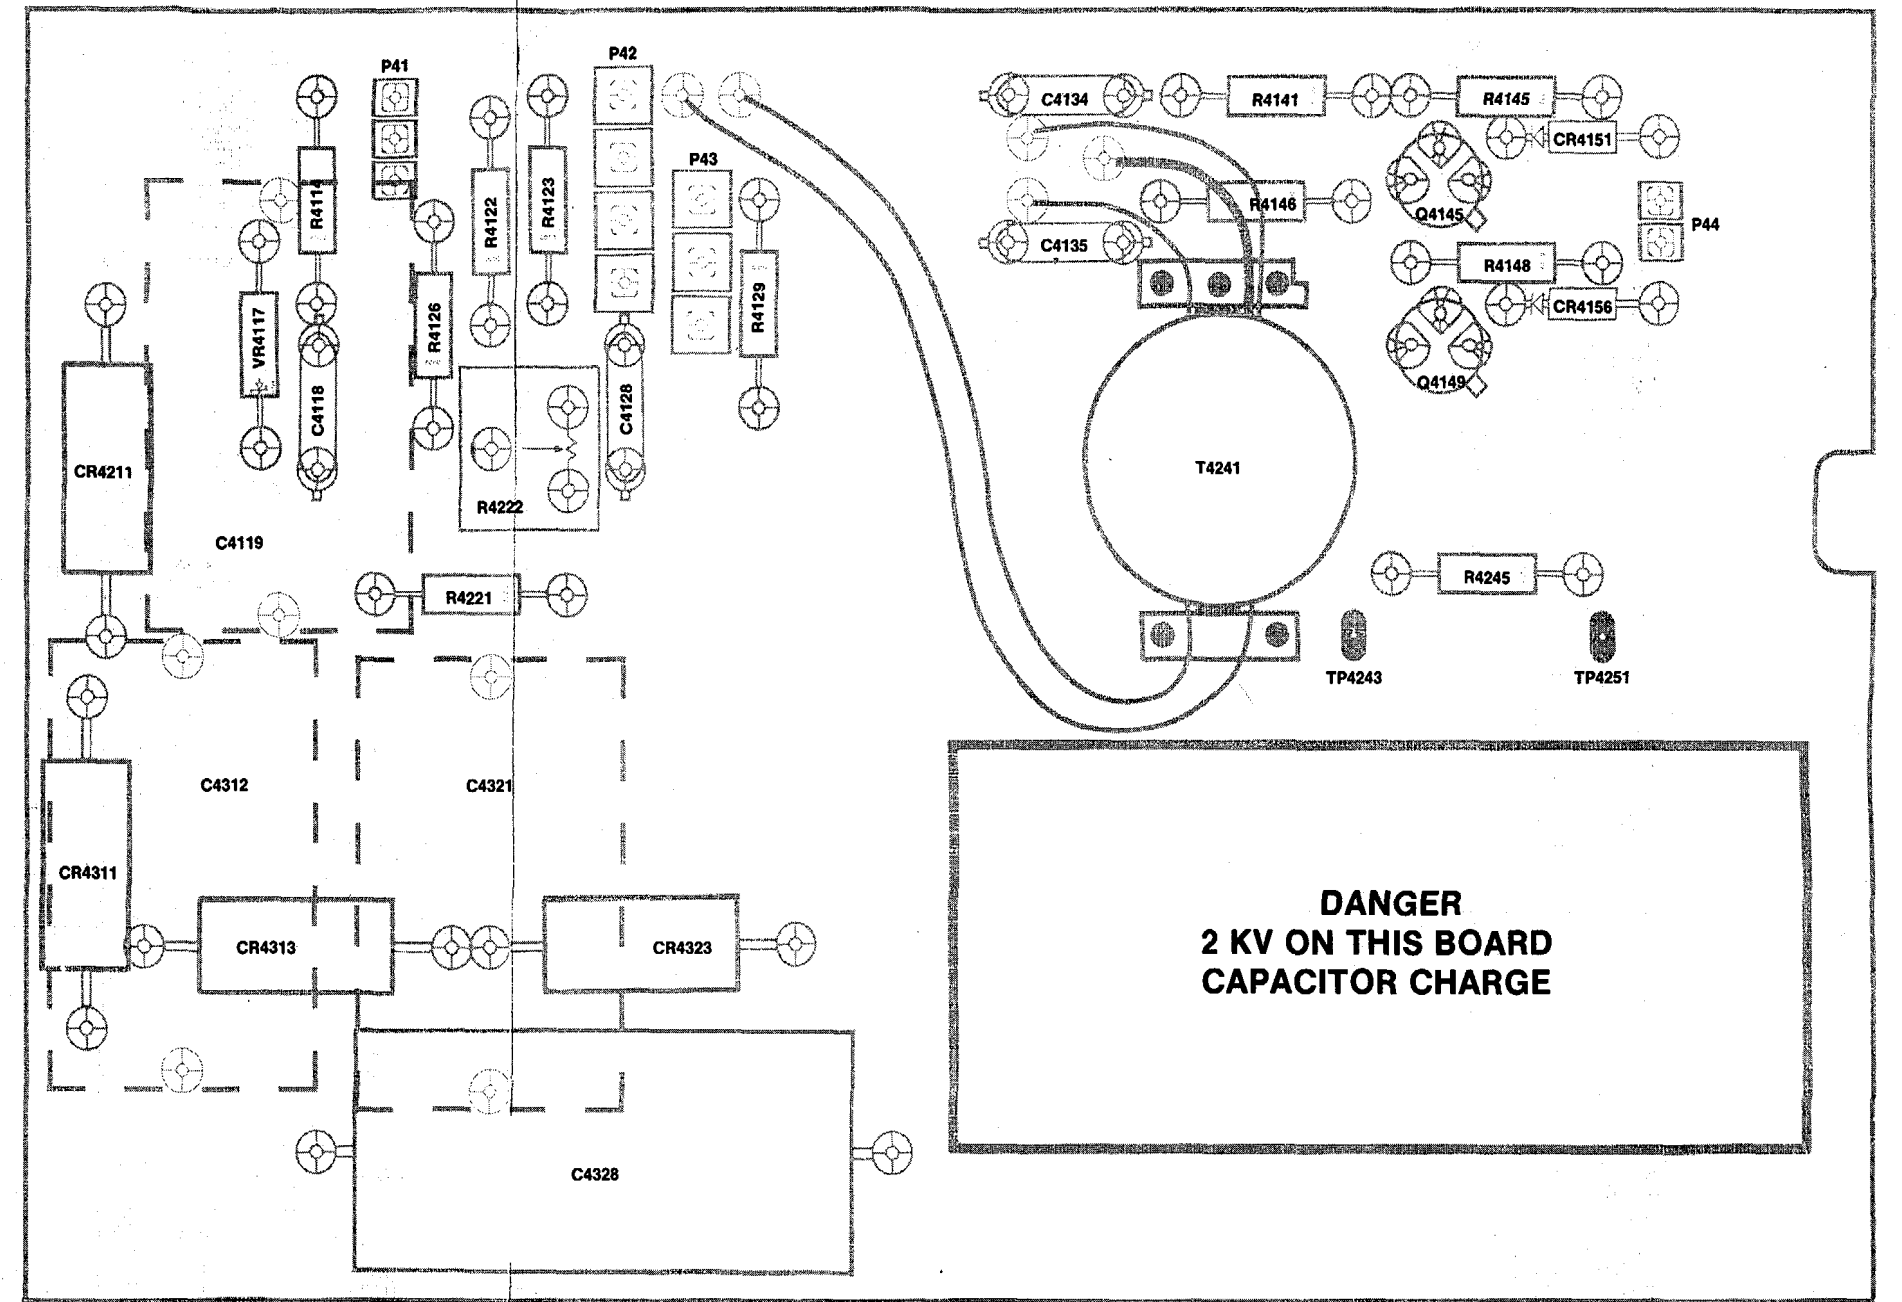 P41
P42
P43
C4134
R4141
R4145
CR4151
R4114
R4122
R4123
R4146
Q4145
P44
C4135
R4148
R4126
R4129
VR4117
CR4156
C4118
C4128
Q4149
CR4211
T4241
R4222
C4119
R4221
R4245
TP4243
TP4251
C4312
C4321
CR4311
CR4313
CR4323
DANGER
2 KV ON THIS BOARD
CAPACITOR CHARGE
C4328